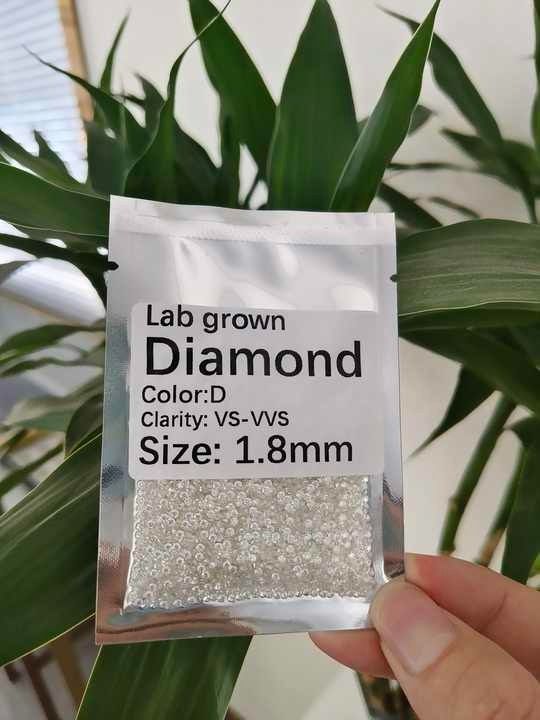 Lab grown
Diamond
Color:D
Clarity: VS-VVS
Size: 1.8mm